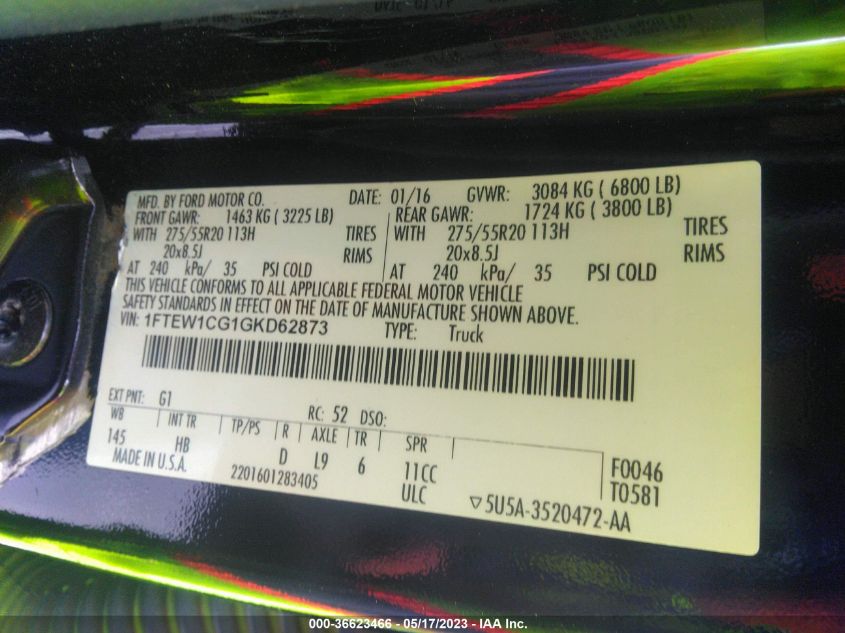 MFD. BY FORD MOTOR CO. DATE: 01/16 GVWR: 3084 KG ( 6800 LB)
FRONT GAWR: 1463 KG ( 3225 LB) REAR GAWR: 1724 KG ( 3800 LB)
WITH 275/55R20 113H TIRES WITH 275/55R20 113H TIRES
20x8.5J RIMS 20x8.5J RIMS
AT 240 kPa/ 35 PSI COLD AT 240 kPa/ 35 PSI COLD
THIS VEHICLE CONFORMS TO ALL APPLICABLE FEDERAL MOTOR VEHICLE
SAFETY STANDARDS IN EFFECT ON THE DATE OF MANUFACTURE SHOWN ABOVE.
VIN: 1FTEW1CG1GKD62873 TYPE: Truck
EXT PNT: G1 RC: 52 DSO:
WB INT TR TP/PS R AXLE TR SPR
145 HB D L9 6 11CC F0046
MADE IN U.S.A. 2201601283405 ULC ▽5U5A-3520472-AA T0581
000-36623466 - 05/17/2023 - IAA Inc.